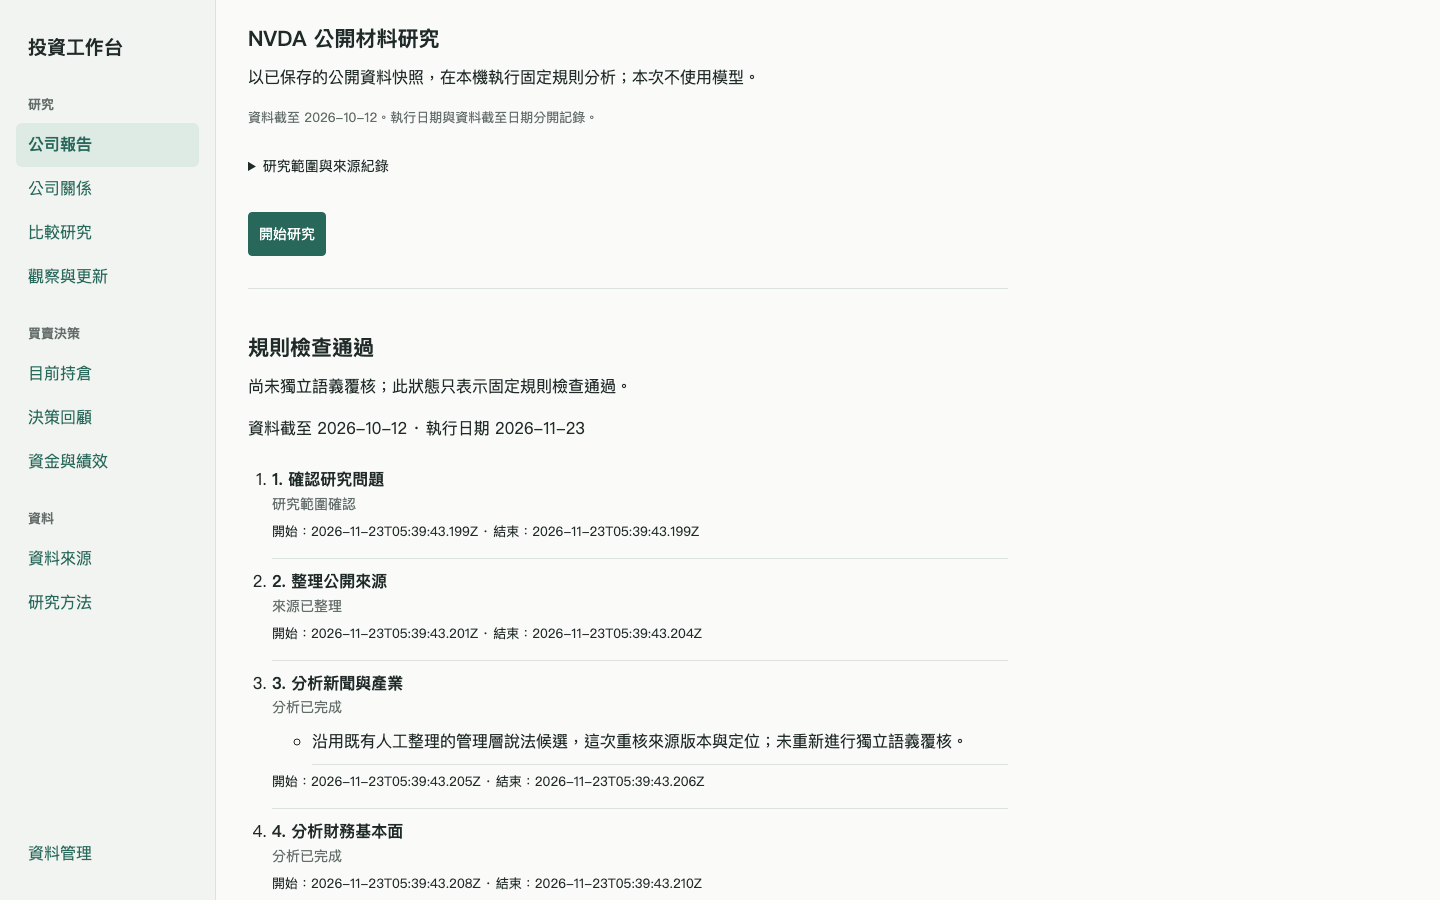 投資工作台
研究
公司報告
公司關係
比較研究
觀察與更新
買賣決策
目前持倉
決策回顧
資金與績效
資料
資料來源
研究方法
資料管理
NVDA 公開材料研究
以已保存的公開資料快照，在本機執行固定規則分析；本次不使用模型。
資料截至 2026-10-12。執行日期與資料截至日期分開記錄。
▶ 研究範圍與來源紀錄
開始研究
規則檢查通過
尚未獨立語義覆核；此狀態只表示固定規則檢查通過。
資料截至 2026-10-12 · 執行日期 2026-11-23
1. 1. 確認研究問題
研究範圍確認
開始：2026-11-23T05:39:43.199Z · 結束：2026-11-23T05:39:43.199Z
2. 2. 整理公開來源
來源已整理
開始：2026-11-23T05:39:43.201Z · 結束：2026-11-23T05:39:43.204Z
3. 3. 分析新聞與產業
分析已完成
沿用既有人工整理的管理層說法候選，這次重核來源版本與定位；未重新進行獨立語義覆核。
開始：2026-11-23T05:39:43.205Z · 結束：2026-11-23T05:39:43.206Z
4. 4. 分析財務基本面
分析已完成
開始：2026-11-23T05:39:43.208Z · 結束：2026-11-23T05:39:43.210Z